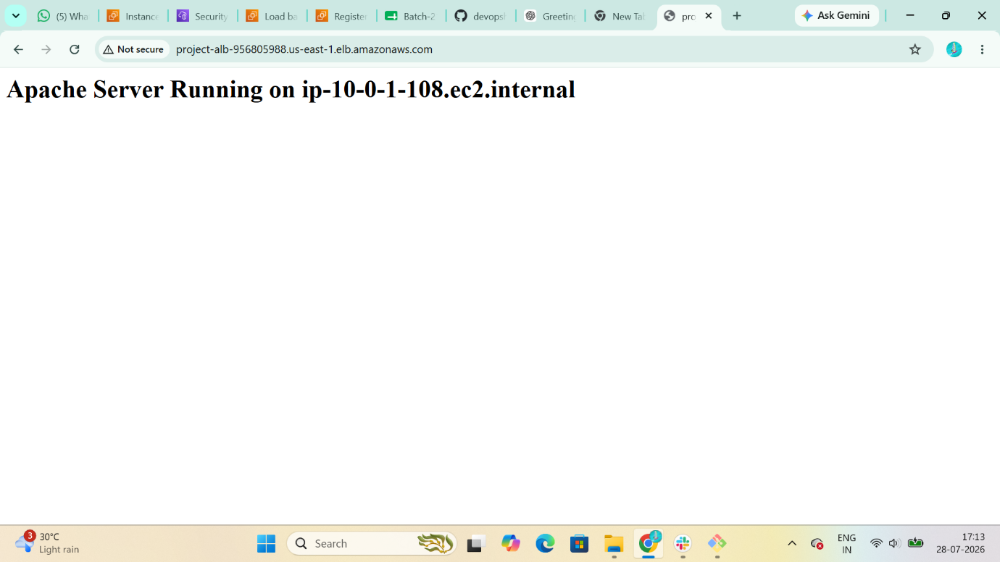 (5) Wha
Instance
Security
Load ba
Register
Batch-2
devops
Greeting
New Tab
pro
Ask Gemini
Not secure
project-alb-956805988.us-east-1.elb.amazonaws.com
Apache Server Running on ip-10-0-1-108.ec2.internal
3
30°C
Light rain
Search
ENG
IN
17:13
28-07-2026